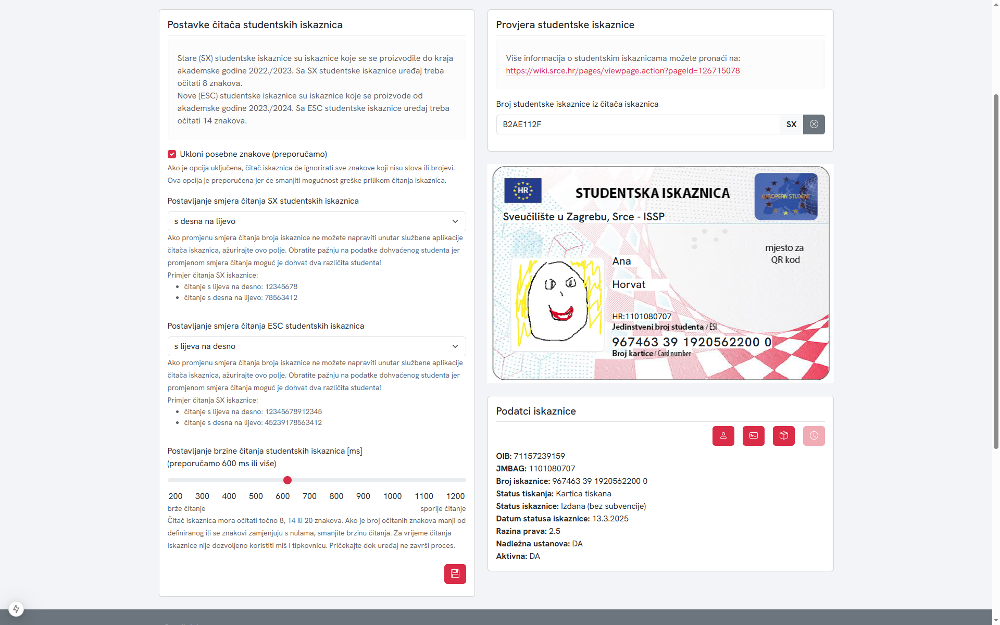 Postavke čitača studentskih iskaznica
Stare (SX) studentske iskaznice su iskaznice koje se se proizvodile do kraja
akademske godine 2022./2023. Sa SX studentske iskaznice uređaj treba
očitati 8 znakova.
Nove (ESC) studentske iskaznice su iskaznice koje se proizvode od
akademske godine 2023./2024. Sa ESC studentske iskaznice uređaj treba
očitati 14 znakova.
Ukloni posebne znakove (preporučamo)
Ako je opcija uključena, čitač iskaznica će ignorirati sve znakove koji nisu slova ili brojevi.
Ova opcija je preporučena jer će smanjiti mogućnost greške prilikom čitanja iskaznica.
Postavljanje smjera čitanja SX studentskih iskaznica
s desna na lijevo
Ako promjenu smjera čitanja broja iskaznice ne možete napraviti unutar službene aplikacije
čitača iskaznica, ažurirajte ovo polje. Obratite pažnju na podatke dohvaćenog studenta jer
promjenom smjera čitanja moguć je dohvat dva različita studenta!
Primjer čitanja SX iskaznice:
• čitanje s lijeva na desno: 12345678
• čitanje s desna na lijevo: 78563412
Postavljanje smjera čitanja ESC studentskih iskaznica
s lijeva na desno
Ako promjenu smjera čitanja broja iskaznice ne možete napraviti unutar službene aplikacije
čitača iskaznica, ažurirajte ovo polje. Obratite pažnju na podatke dohvaćenog studenta jer
promjenom smjera čitanja moguć je dohvat dva različita studenta!
Primjer čitanja SX iskaznice:
• čitanje s lijeva na desno: 12345678912345
• čitanje s desna na lijevo: 45239178563412
Postavljanje brzine čitanja studentskih iskaznica [ms]
(preporučamo 600 ms ili više)
200 300 400 500 600 700 800 900 1000 1100 1200
brže čitanje sporije čitanje
Čitač iskaznica mora očitati točno 8, 14 ili 20 znakova. Ako je broj očitanih znakova manji od
definiranog ili se znakovi zamjenjuju s nulama, smanjite brzinu čitanja. Za vrijeme čitanja
iskaznice nije dozvoljeno koristiti miš i tipkovnicu. Pričekajte dok uređaj ne završi proces.
Provjera studentske iskaznice
Više informacija o studentskim iskaznicama možete pronaći na:
https://wiki.srce.hr/pages/viewpage.action?pageId=126715078
Broj studentske iskaznice iz čitača iskaznica
B2AE112F SX
HR
STUDENTSKA ISKAZNICA
EUROPEAN STUDENT
Sveučilište u Zagrebu, Srce - ISSP
mjesto za
QR kod
Ana
Horvat
HR:1101080707
Jedinstveni broj studenta / ESI
967463 39 1920562200 0
Broj kartice / Card number
Podatci iskaznice
OIB: 71157239159
JMBAG: 1101080707
Broj iskaznice: 967463 39 1920562200 0
Status tiskanja: Kartica tiskana
Status iskaznice: Izdana (bez subvencije)
Datum statusa iskaznice: 13.3.2025
Razina prava: 2.5
Nadležna ustanova: DA
Aktivna: DA